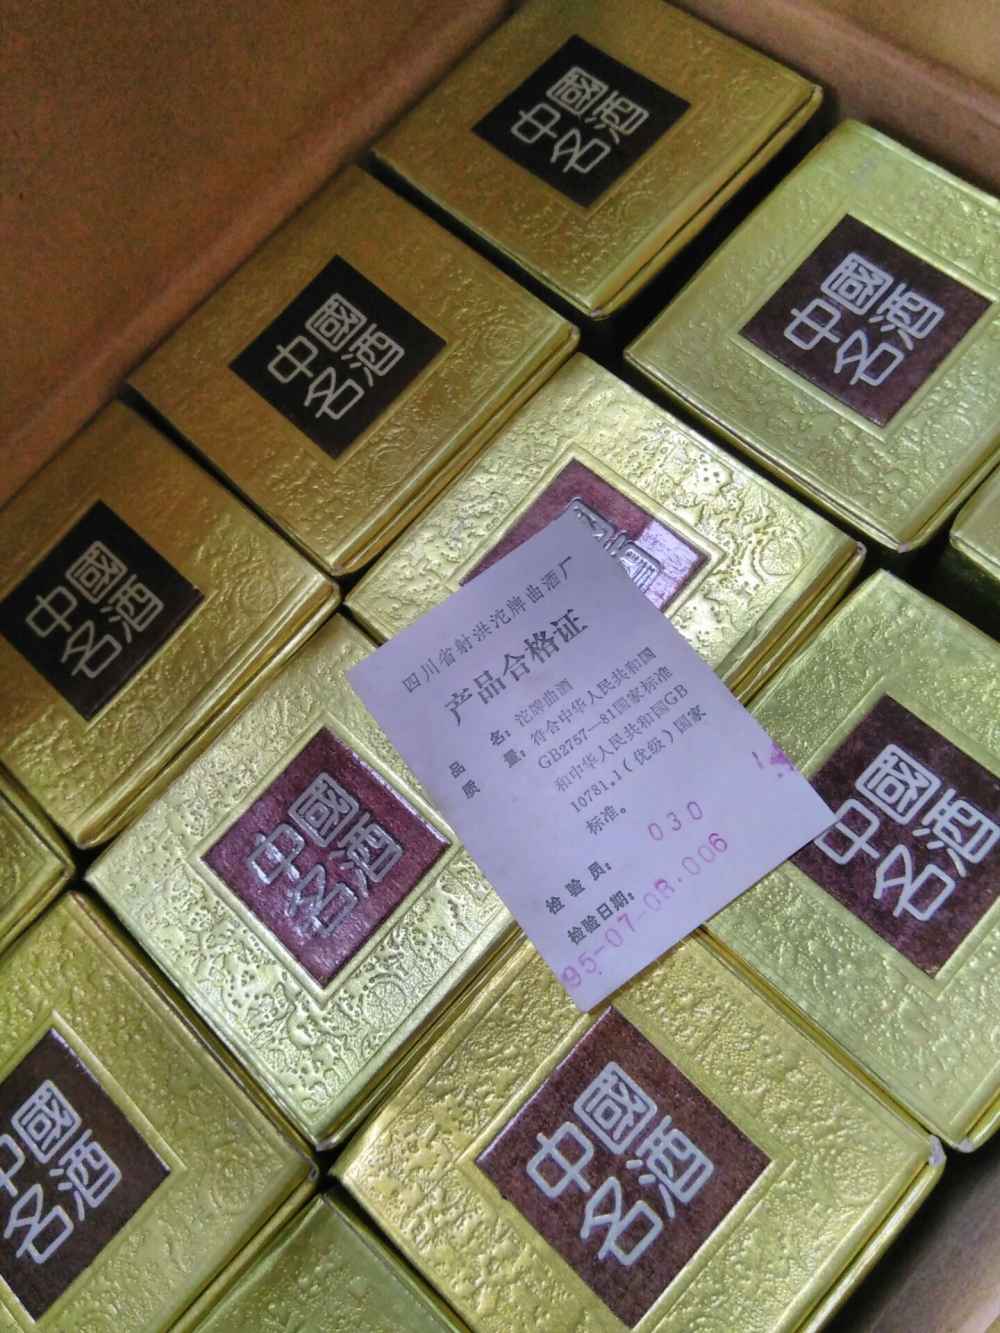 中國
名酒
中國
名酒
中國
名酒
中國
名酒
四川省射洪沱牌曲酒厂
产品合格证
品 名：沱牌曲酒
质 量：符合中华人民共和国
GB2757—81国家标准
和中华人民共和国GB
10781.1（优级）国家
标准。
检 验 员： 030
检验日期：
95-07-08-006
中國
名酒
中國
名酒
中國
名酒
中國
名酒